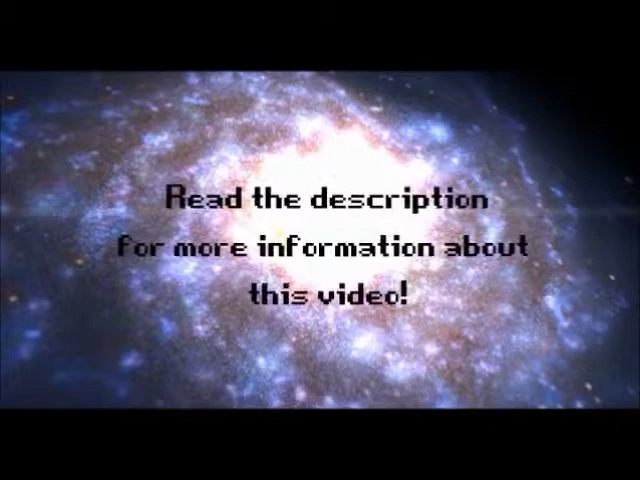 Read the description
for more information about
this video!